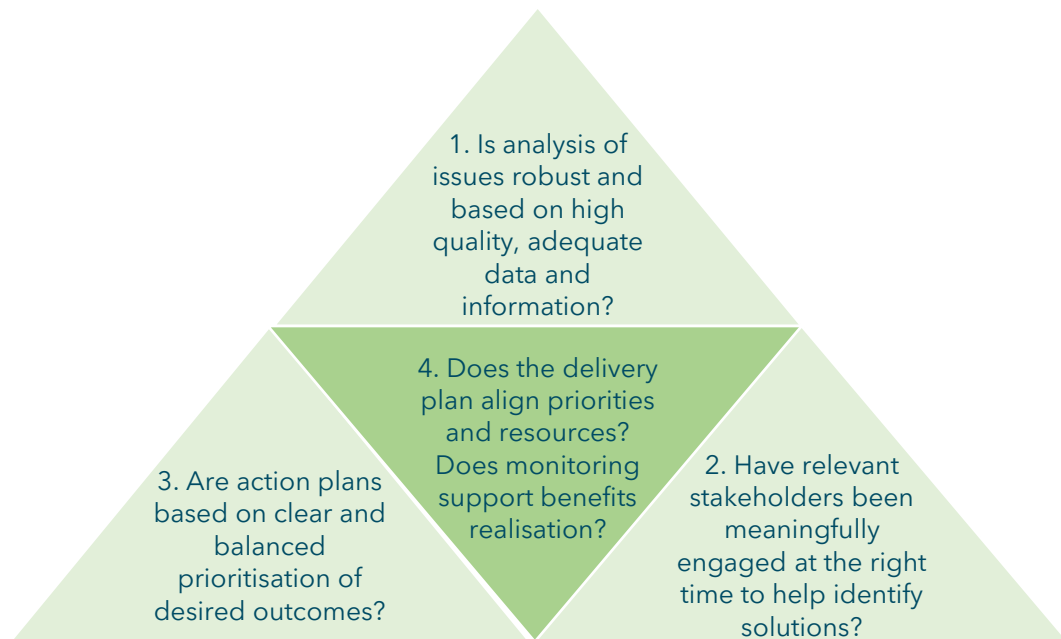 1. Is analysis of
issues robust and
based on high
quality, adequate
data and
information?
4. Does the delivery
plan align priorities
and resources?
Does monitoring
support benefits
realisation?
3. Are action plans
based on clear and
balanced
prioritisation of
desired outcomes?
2. Have relevant
stakeholders been
meaningfully
engaged at the right
time to help identify
solutions?